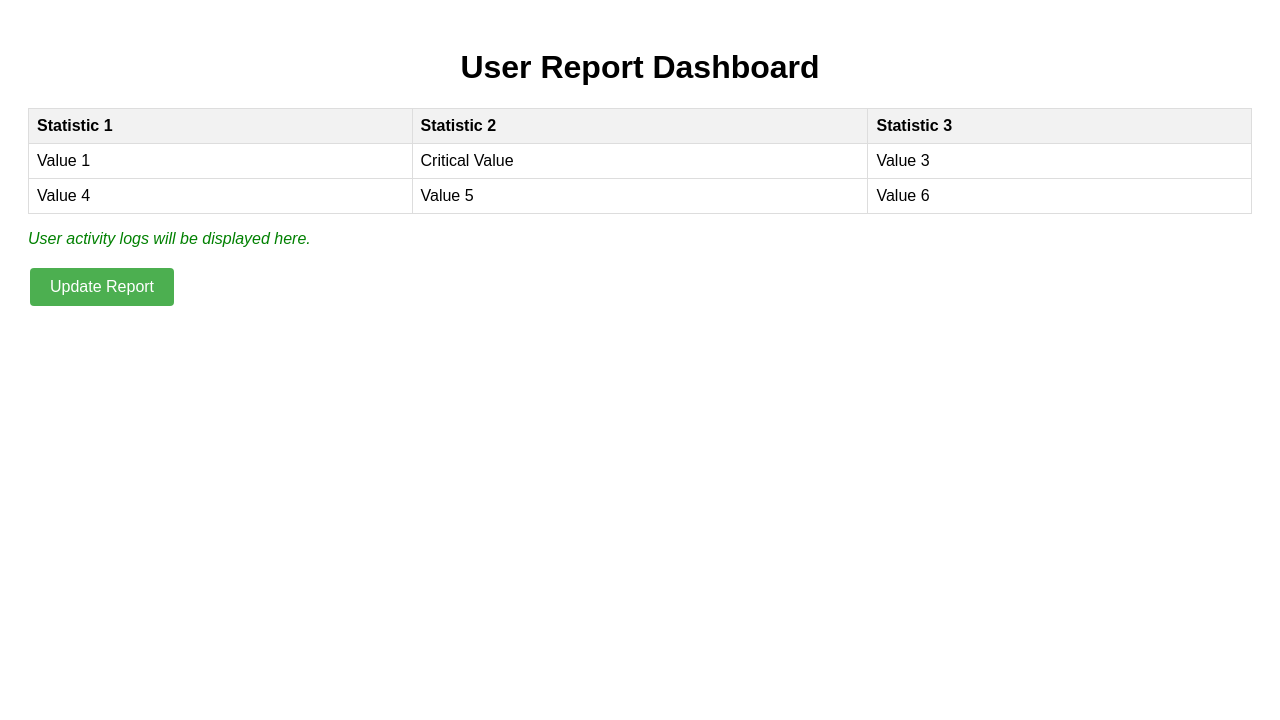 User Report Dashboard
Statistic 1 Statistic 2 Statistic 3
Value 1 Critical Value Value 3
Value 4 Value 5 Value 6
User activity logs will be displayed here.
Update Report